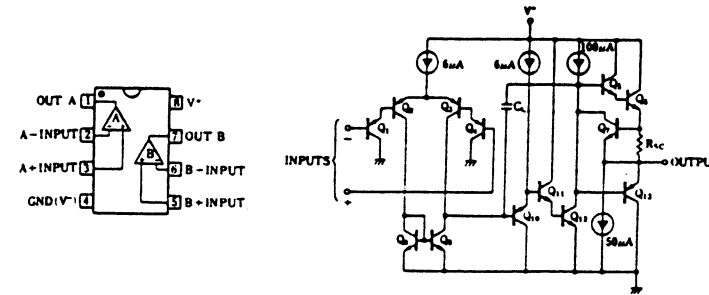 OUT A 1
A-INPUT 2
A+INPUT 3
GND(V⁻) 4
8 V⁺
7 OUT B
6 B-INPUT
5 B+INPUT
A
B
V⁺
6μA
6μA
100μA
Q₂
Q₃
Q₁
Q₄
C
Q₅
Q₆
Q₇
R_SC
INPUTS
−
+
OUTPUT
Q₁₁
Q₁₀
Q₁₂
Q₁₃
50μA
Q₈
Q₉